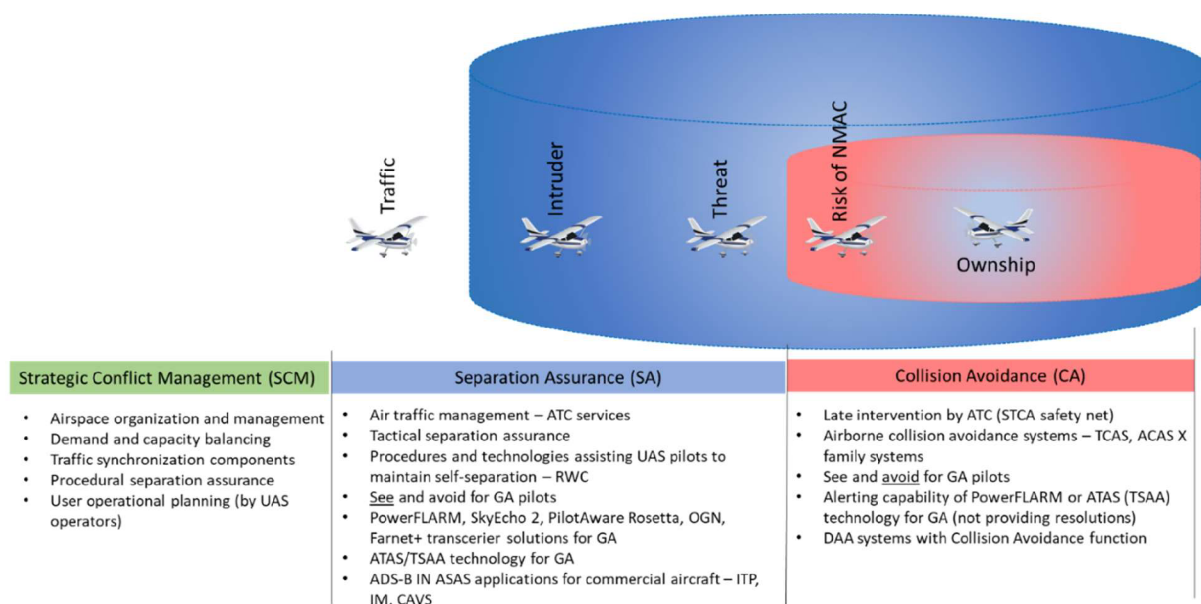 Traffic
Intruder
Threat
Risk of NMAC
Ownship
Strategic Conflict Management (SCM)
• Airspace organization and management
• Demand and capacity balancing
• Traffic synchronization components
• Procedural separation assurance
• User operational planning (by UAS
operators)
Separation Assurance (SA)
• Air traffic management – ATC services
• Tactical separation assurance
• Procedures and technologies assisting UAS pilots to
maintain self-separation – RWC
• See and avoid for GA pilots
• PowerFLARM, SkyEcho 2, PilotAware Rosetta, OGN,
Farnet+ transcerier solutions for GA
• ATAS/TSAA technology for GA
• ADS-B IN ASAS applications for commercial aircraft – ITP,
IM, CAVS
Collision Avoidance (CA)
• Late intervention by ATC (STCA safety net)
• Airborne collision avoidance systems – TCAS, ACAS X
family systems
• See and avoid for GA pilots
• Alerting capability of PowerFLARM or ATAS (TSAA)
technology for GA (not providing resolutions)
• DAA systems with Collision Avoidance function